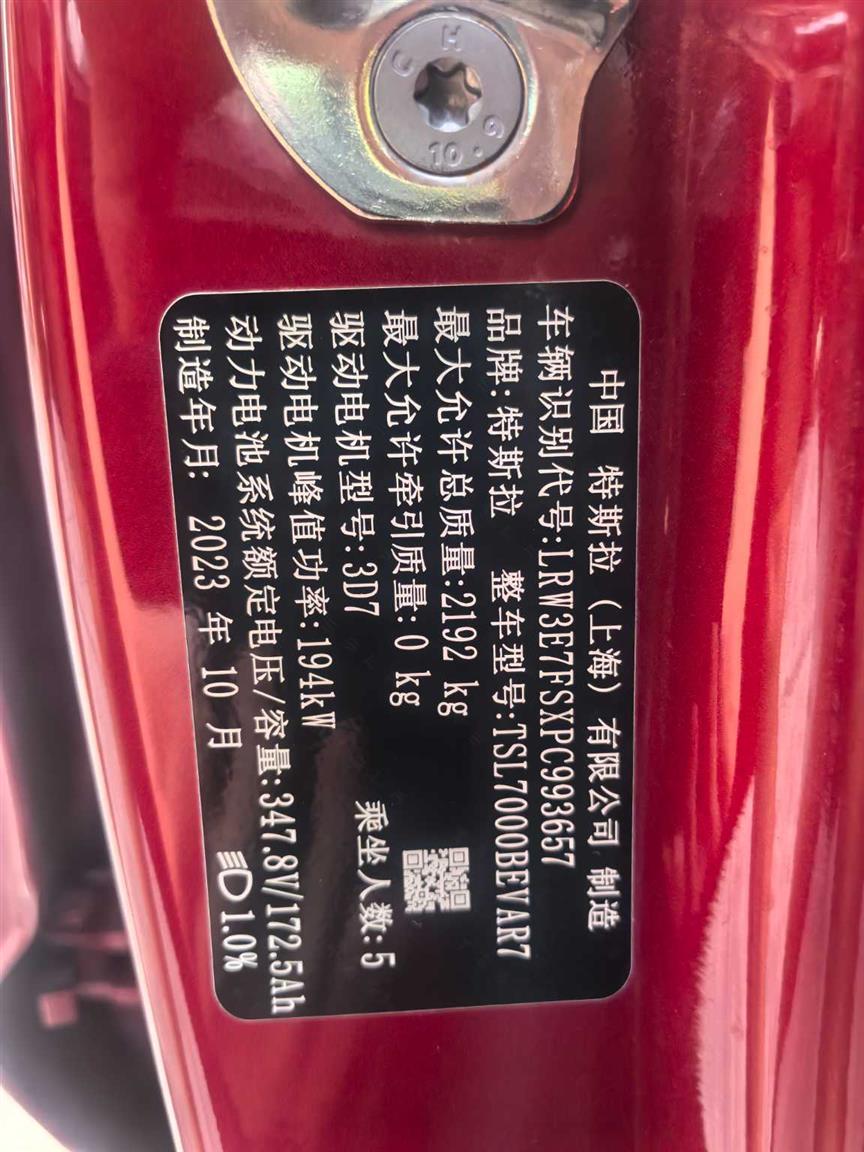 CH
10.9
中国 特斯拉（上海）有限公司 制造
车辆识别代号:LRW3E7FSXPC993657
品牌:特斯拉 整车型号:TSL7000BEVAR7
最大允许总质量:2192 kg
最大允许牵引质量:0 kg
驱动电机型号:3D7 乘坐人数:5
驱动电机峰值功率:194kW
动力电池系统额定电压/容量:347.8V/172.5Ah
制造年月: 2023 年 10 月 1.0%